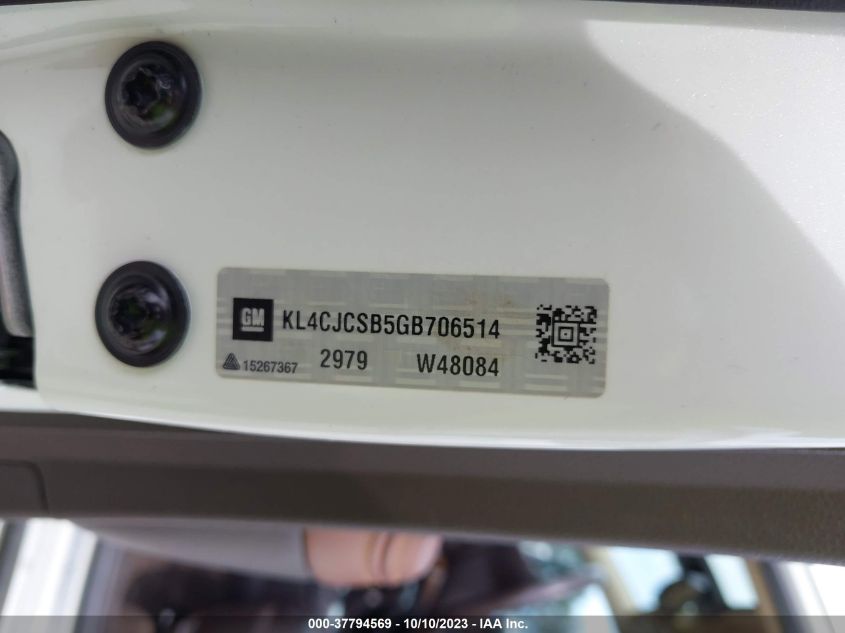 GM KL4CJCSB5GB706514
15267367 2979 W48084
000-37794569 - 10/10/2023 - IAA Inc.